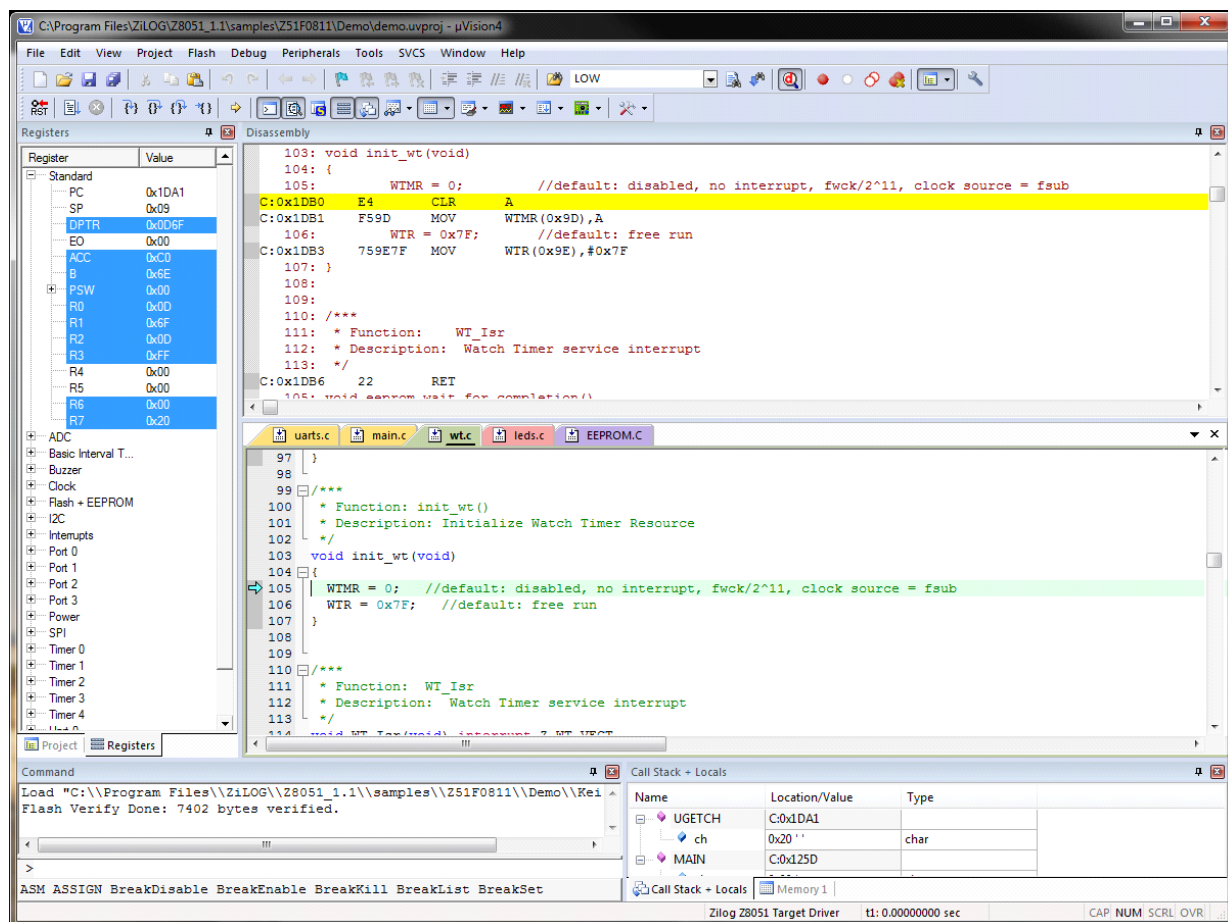 C:\Program Files\ZiLOG\Z8051_1.1\samples\Z51F0811\Demo\demo.uvproj - µVision4
File Edit View Project Flash Debug Peripherals Tools SVCS Window Help
LOW
RST
Registers
Register Value
Standard
PC 0x1DA1
SP 0x09
DPTR 0x0D6F
EO 0x00
ACC 0xC0
B 0x6E
PSW 0x00
R0 0x0D
R1 0x6F
R2 0x0D
R3 0xFF
R4 0x00
R5 0x00
R6 0x00
R7 0x20
ADC
Basic Interval T...
Buzzer
Clock
Flash + EEPROM
I2C
Interrupts
Port 0
Port 1
Port 2
Port 3
Power
SPI
Timer 0
Timer 1
Timer 2
Timer 3
Timer 4
Project Registers
Disassembly
103: void init_wt(void)
104: {
105: WTMR = 0; //default: disabled, no interrupt, fwck/2^11, clock source = fsub
C:0x1DB0 E4 CLR A
C:0x1DB1 F59D MOV WTMR(0x9D),A
106: WTR = 0x7F; //default: free run
C:0x1DB3 759E7F MOV WTR(0x9E),#0x7F
107: }
108:
109:
110: /***
111: * Function: WT_Isr
112: * Description: Watch Timer service interrupt
113: */
C:0x1DB6 22 RET
105: void eeprom_wait_for_completion()
uarts.c main.c wt.c leds.c EEPROM.C
97 }
98
99 /***
100 * Function: init_wt()
101 * Description: Initialize Watch Timer Resource
102 */
103 void init_wt(void)
104 {
105 WTMR = 0; //default: disabled, no interrupt, fwck/2^11, clock source = fsub
106 WTR = 0x7F; //default: free run
107 }
108
109
110 /***
111 * Function: WT_Isr
112 * Description: Watch Timer service interrupt
113 */
114 void WT_Isr(void) interrupt Z_WT_VECT
Command
Load "C:\\Program Files\\ZiLOG\\Z8051_1.1\\samples\\Z51F0811\\Demo\\Kei
Flash Verify Done: 7402 bytes verified.
>
ASM ASSIGN BreakDisable BreakEnable BreakKill BreakList BreakSet
Call Stack + Locals
Name Location/Value Type
UGETCH C:0x1DA1
ch 0x20 ' ' char
MAIN C:0x125D
Call Stack + Locals Memory 1
Zilog Z8051 Target Driver t1: 0.00000000 sec CAP NUM SCRL OVR